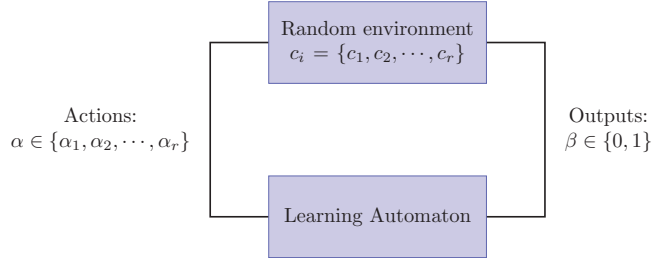 Random environment
c_i = {c_1, c_2, ⋯, c_r}
Actions:
α ∈ {α_1, α_2, ⋯, α_r}
Outputs:
β ∈ {0, 1}
Learning Automaton